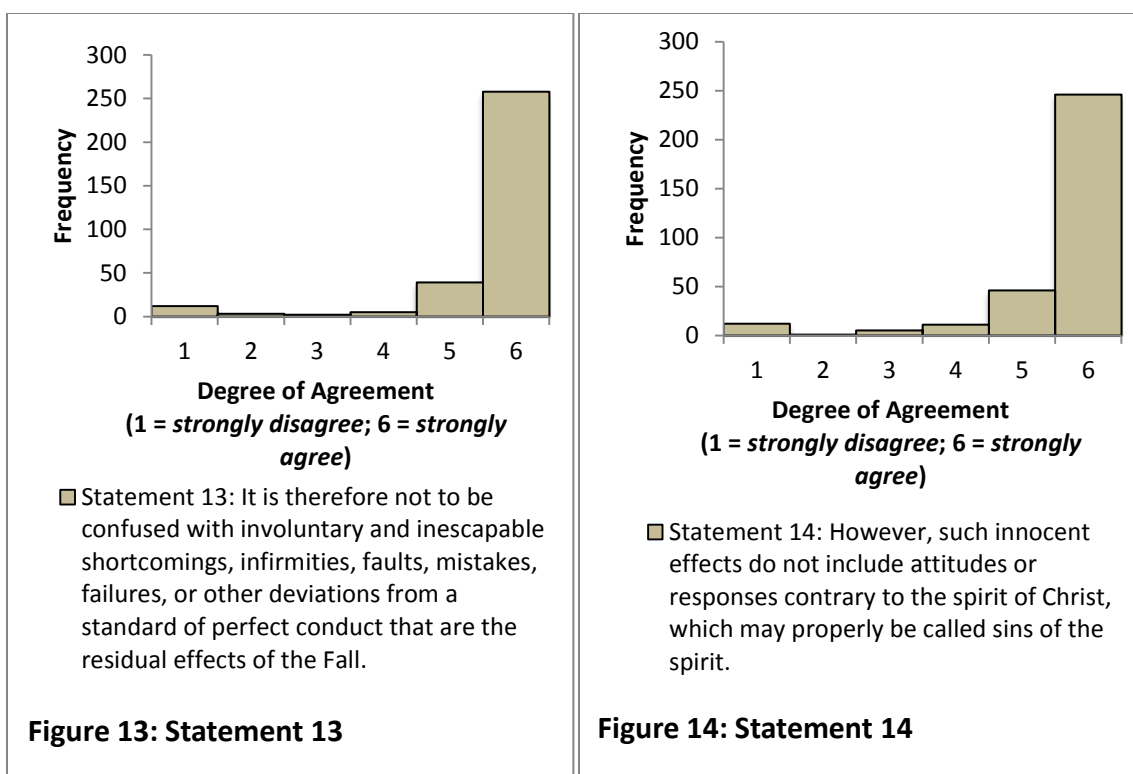 300
250
200
150
100
50
0
Frequency
1 2 3 4 5 6
Degree of Agreement
(1 = strongly disagree; 6 = strongly
agree)
Statement 13: It is therefore not to be
confused with involuntary and inescapable
shortcomings, infirmities, faults, mistakes,
failures, or other deviations from a
standard of perfect conduct that are the
residual effects of the Fall.
Figure 13: Statement 13
300
250
200
150
100
50
0
Frequency
1 2 3 4 5 6
Degree of Agreement
(1 = strongly disagree; 6 = strongly
agree)
Statement 14: However, such innocent
effects do not include attitudes or
responses contrary to the spirit of Christ,
which may properly be called sins of the
spirit.
Figure 14: Statement 14